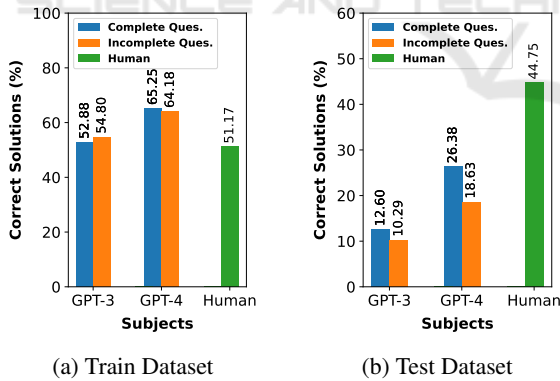 SCIENCE AND TECHN
Complete Ques.
Incomplete Ques.
Human
Correct Solutions (%)
100
80
60
40
20
0
52.88
54.80
65.25
64.18
51.17
GPT-3 GPT-4 Human
Subjects
(a) Train Dataset
Complete Ques.
Incomplete Ques.
Human
Correct Solutions (%)
60
50
40
30
20
10
0
12.60
10.29
26.38
18.63
44.75
GPT-3 GPT-4 Human
Subjects
(b) Test Dataset